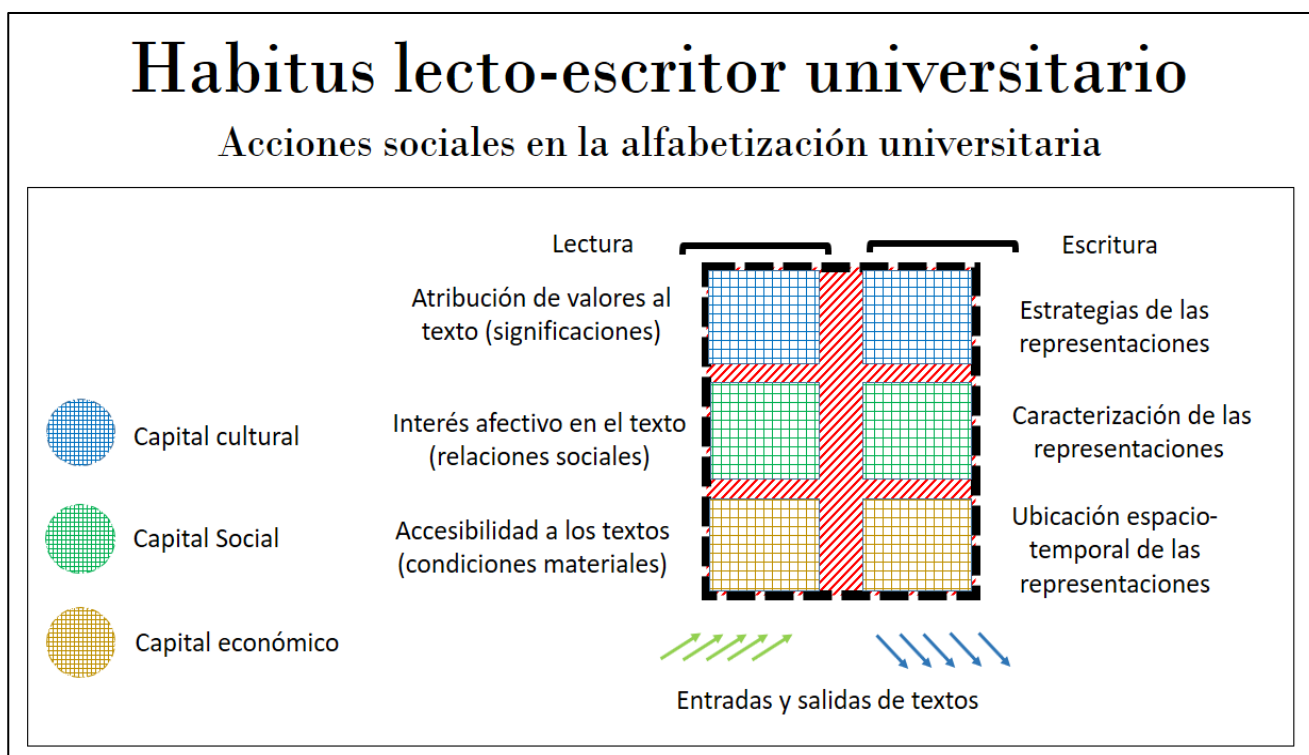 Habitus lecto-escritor universitario
Acciones sociales en la alfabetización universitaria
Lectura
Escritura
Atribución de valores al
texto (significaciones)
Estrategias de las
representaciones
Capital cultural
Interés afectivo en el texto
(relaciones sociales)
Caracterización de las
representaciones
Capital Social
Accesibilidad a los textos
(condiciones materiales)
Ubicación espacio-
temporal de las
representaciones
Capital económico
Entradas y salidas de textos